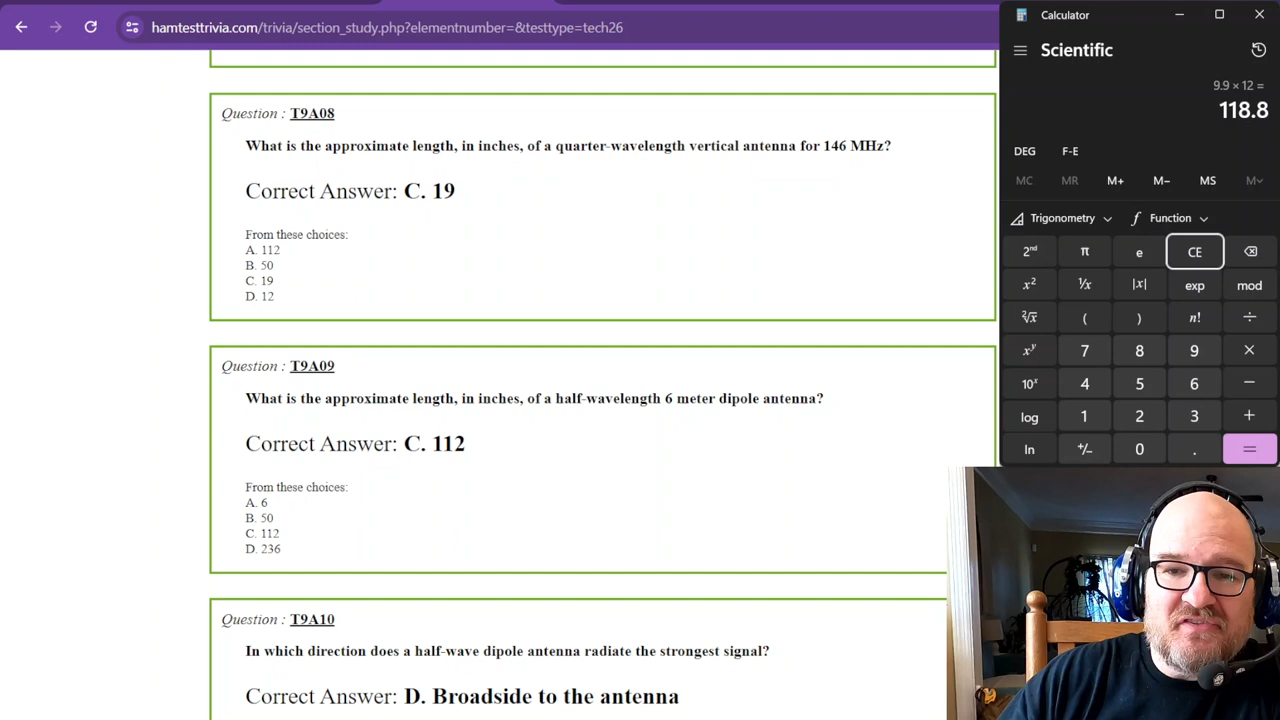 hamtesttrivia.com/trivia/section_study.php?elementnumber=&testtype=tech26
Question : T9A08
What is the approximate length, in inches, of a quarter-wavelength vertical antenna for 146 MHz?
Correct Answer: C. 19
From these choices:
A. 112
B. 50
C. 19
D. 12
Question : T9A09
What is the approximate length, in inches, of a half-wavelength 6 meter dipole antenna?
Correct Answer: C. 112
From these choices:
A. 6
B. 50
C. 112
D. 236
Question : T9A10
In which direction does a half-wave dipole antenna radiate the strongest signal?
Correct Answer: D. Broadside to the antenna
Calculator
Scientific
9.9 × 12 =
118.8
DEG F-E
MC MR M+ M− MS M˅
Trigonometry Function
2ⁿᵈ π e CE
x² ¹/x |x| exp mod
²√x ( ) n! ÷
xʸ 7 8 9 ×
10ˣ 4 5 6 −
log 1 2 3 +
ln +/− 0 . =